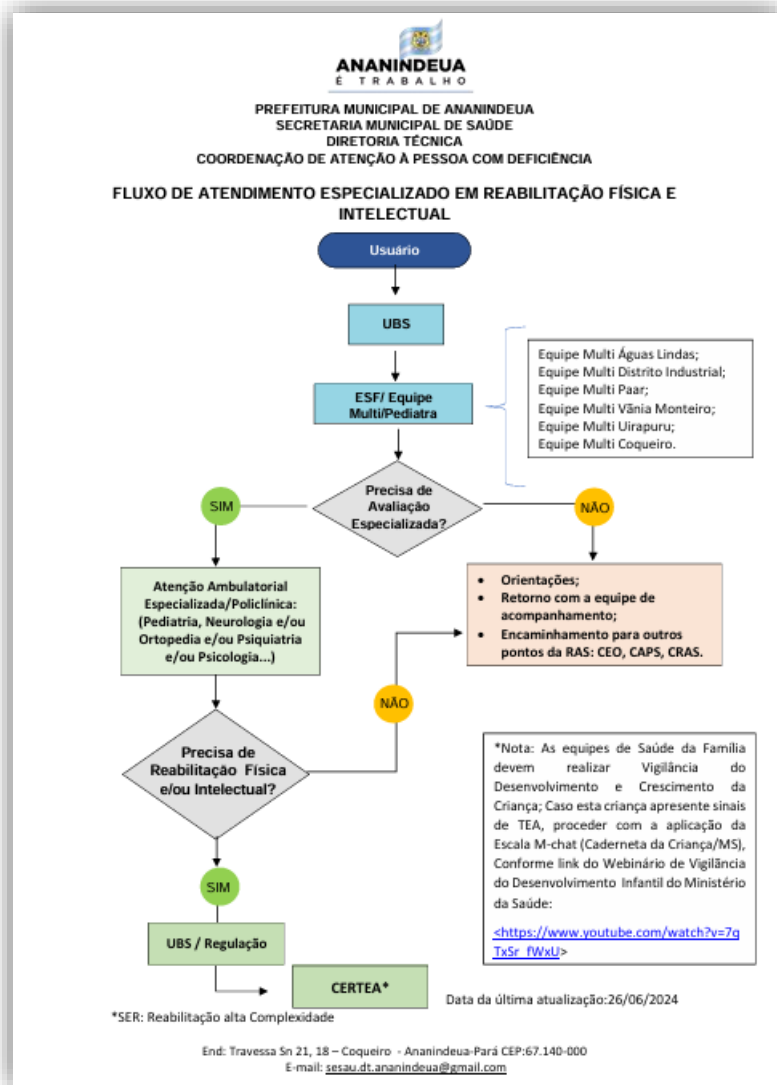 ANANINDEUA
É TRABALHO
PREFEITURA MUNICIPAL DE ANANINDEUA
SECRETARIA MUNICIPAL DE SAÚDE
DIRETORIA TÉCNICA
COORDENAÇÃO DE ATENÇÃO À PESSOA COM DEFICIÊNCIA
FLUXO DE ATENDIMENTO ESPECIALIZADO EM REABILITAÇÃO FÍSICA E
INTELECTUAL
Usuário
UBS
ESF/ Equipe
Multi/Pediatra
Equipe Multi Águas Lindas;
Equipe Multi Distrito Industrial;
Equipe Multi Paar;
Equipe Multi Vânia Monteiro;
Equipe Multi Uirapuru;
Equipe Multi Coqueiro.
Precisa de
Avaliação
Especializada?
SIM
NÃO
Atenção Ambulatorial
Especializada/Policlínica:
(Pediatria, Neurologia e/ou
Ortopedia e/ou Psiquiatria
e/ou Psicologia...)
• Orientações;
• Retorno com a equipe de
acompanhamento;
• Encaminhamento para outros
pontos da RAS: CEO, CAPS, CRAS.
NÃO
Precisa de
Reabilitação Física
e/ou Intelectual?
*Nota: As equipes de Saúde da Família
devem realizar Vigilância do
Desenvolvimento e Crescimento da
Criança; Caso esta criança apresente sinais
de TEA, proceder com a aplicação da
Escala M-chat (Caderneta da Criança/MS),
Conforme link do Webinário de Vigilância
do Desenvolvimento Infantil do Ministério
da Saúde:
<https://www.youtube.com/watch?v=7q
TxSr_fWxU>
SIM
UBS / Regulação
CERTEA*
Data da última atualização:26/06/2024
*SER: Reabilitação alta Complexidade
End: Travessa Sn 21, 18 – Coqueiro - Ananindeua-Pará CEP:67.140-000
E-mail: sesau.dt.ananindeua@gmail.com